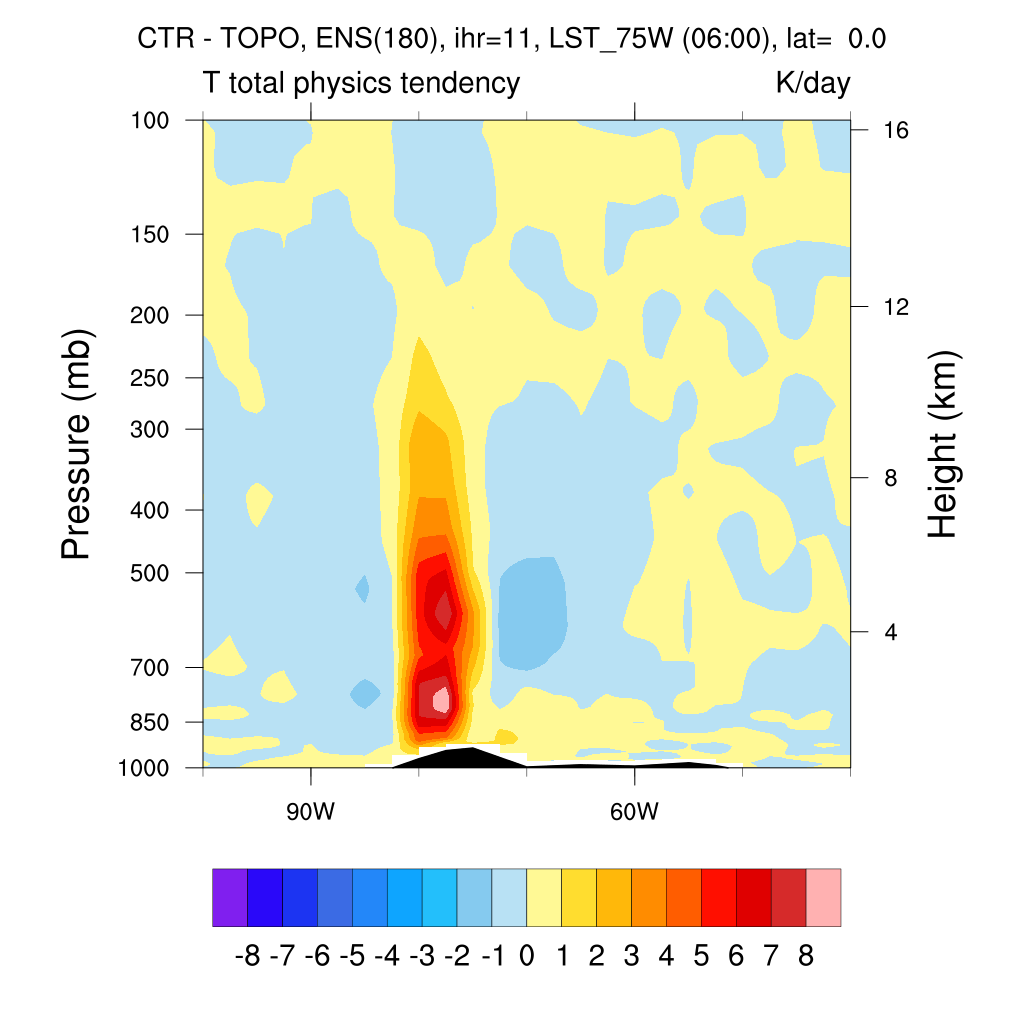 CTR - TOPO, ENS(180), ihr=11, LST_75W (06:00), lat=  0.0
T total physics tendency K/day
100
150
200
250
300
400
500
700
850
1000
Pressure (mb)
16
12
8
4
Height (km)
90W 60W
-8 -7 -6 -5 -4 -3 -2 -1 0 1 2 3 4 5 6 7 8